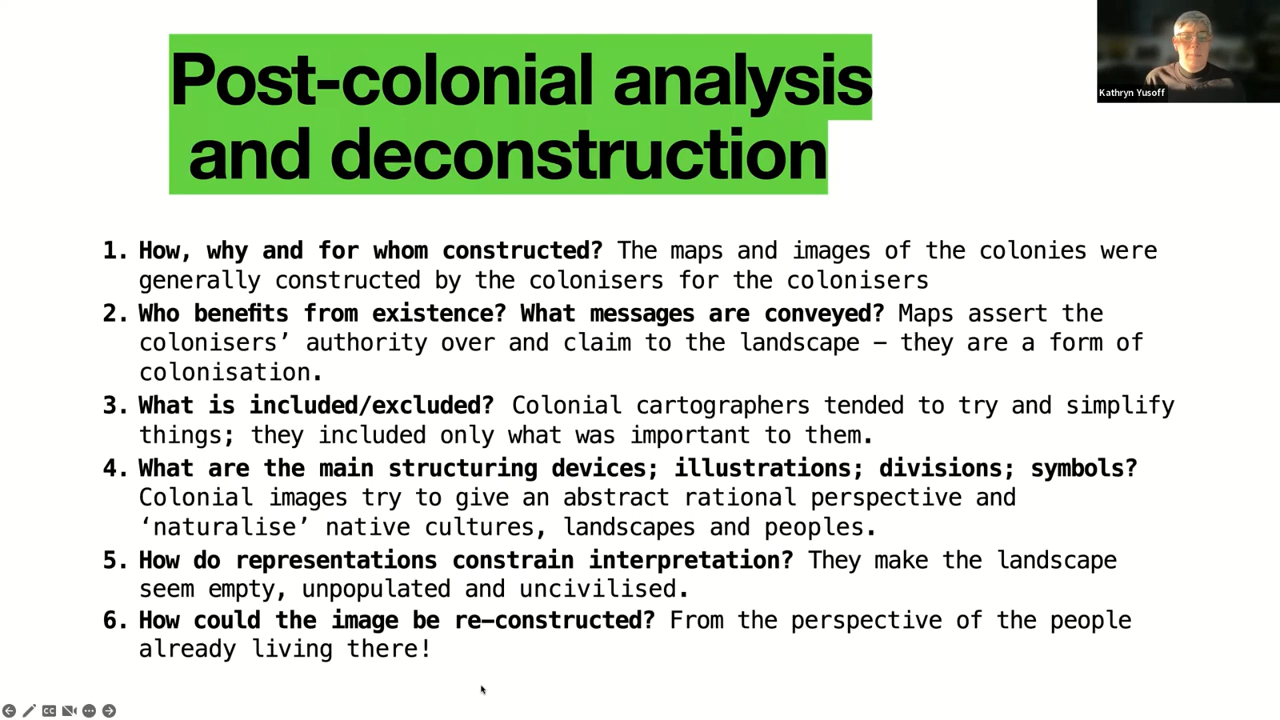 Post-colonial analysis
and deconstruction
Kathryn Yusoff
1. How, why and for whom constructed? The maps and images of the colonies were
generally constructed by the colonisers for the colonisers
2. Who benefits from existence? What messages are conveyed? Maps assert the
colonisers’ authority over and claim to the landscape – they are a form of
colonisation.
3. What is included/excluded? Colonial cartographers tended to try and simplify
things; they included only what was important to them.
4. What are the main structuring devices; illustrations; divisions; symbols?
Colonial images try to give an abstract rational perspective and
‘naturalise’ native cultures, landscapes and peoples.
5. How do representations constrain interpretation? They make the landscape
seem empty, unpopulated and uncivilised.
6. How could the image be re-constructed? From the perspective of the people
already living there!
CC